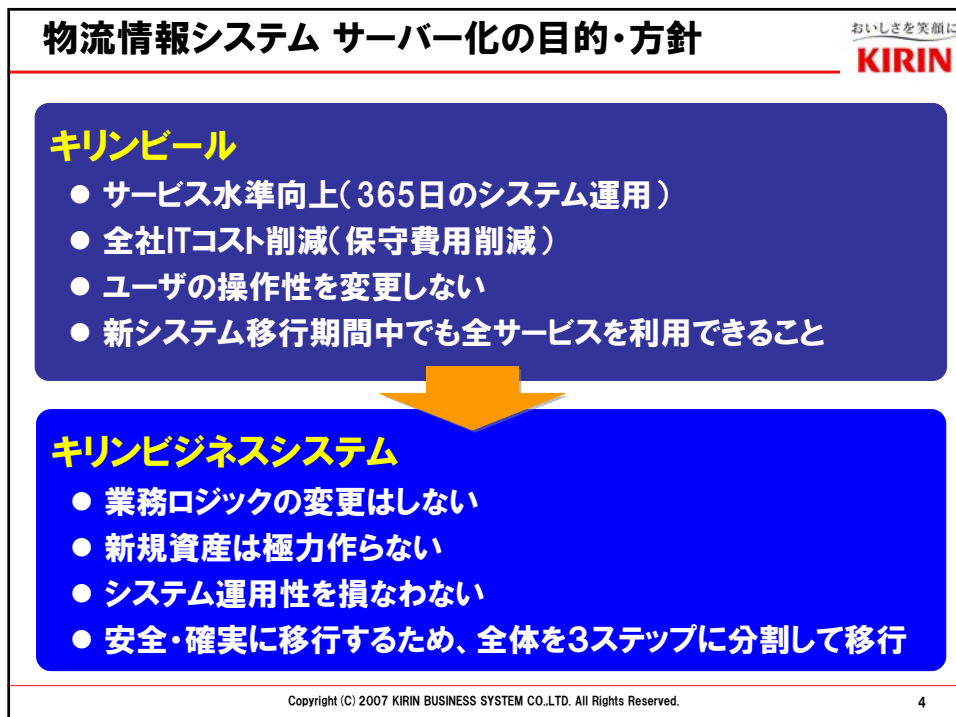 物流情報システム サーバー化の目的・方針
おいしさを笑顔に
KIRIN
キリンビール
● サービス水準向上(365日のシステム運用)
● 全社ITコスト削減(保守費用削減)
● ユーザの操作性を変更しない
● 新システム移行期間中でも全サービスを利用できること
キリンビジネスシステム
● 業務ロジックの変更はしない
● 新規資産は極力作らない
● システム運用性を損なわない
● 安全・確実に移行するため、全体を3ステップに分割して移行
Copyright (C) 2007 KIRIN BUSINESS SYSTEM CO.,LTD. All Rights Reserved.
4